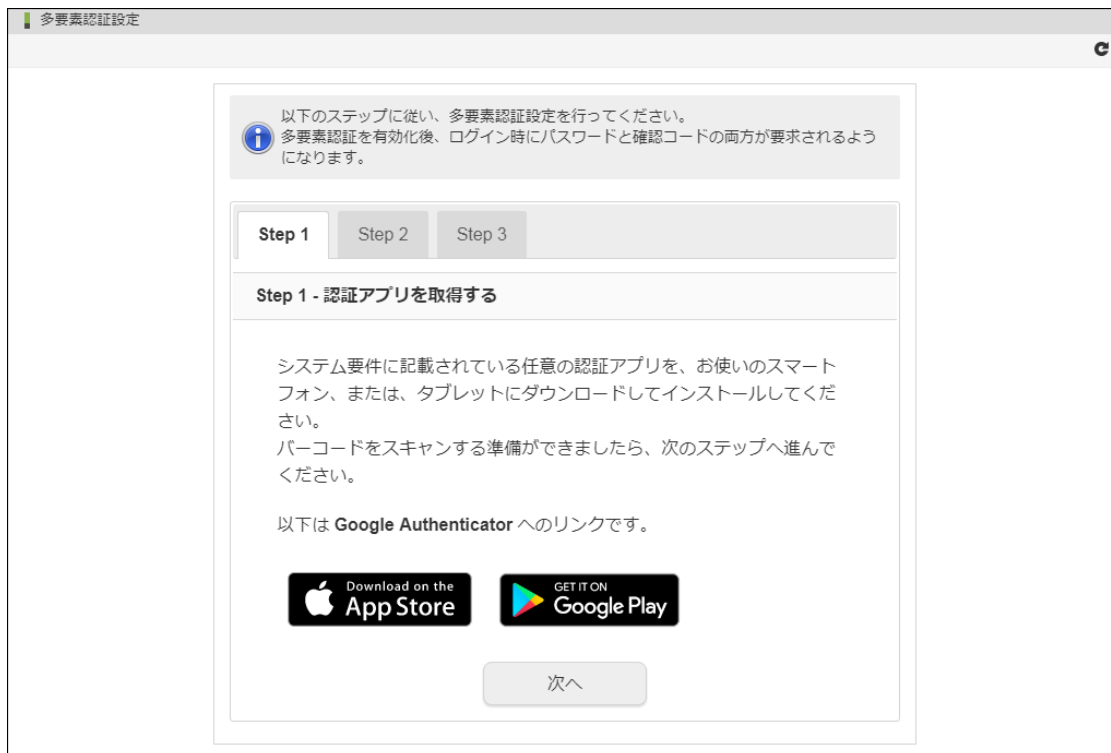 多要素認証設定
以下のステップに従い、多要素認証設定を行ってください。
多要素認証を有効化後、ログイン時にパスワードと確認コードの両方が要求されるよう
になります。
Step 1
Step 2
Step 3
Step 1 - 認証アプリを取得する
システム要件に記載されている任意の認証アプリを、お使いのスマート
フォン、または、タブレットにダウンロードしてインストールしてくだ
さい。
バーコードをスキャンする準備ができましたら、次のステップへ進んで
ください。
以下は Google Authenticator へのリンクです。
Download on the
App Store
GET IT ON
Google Play
次へ